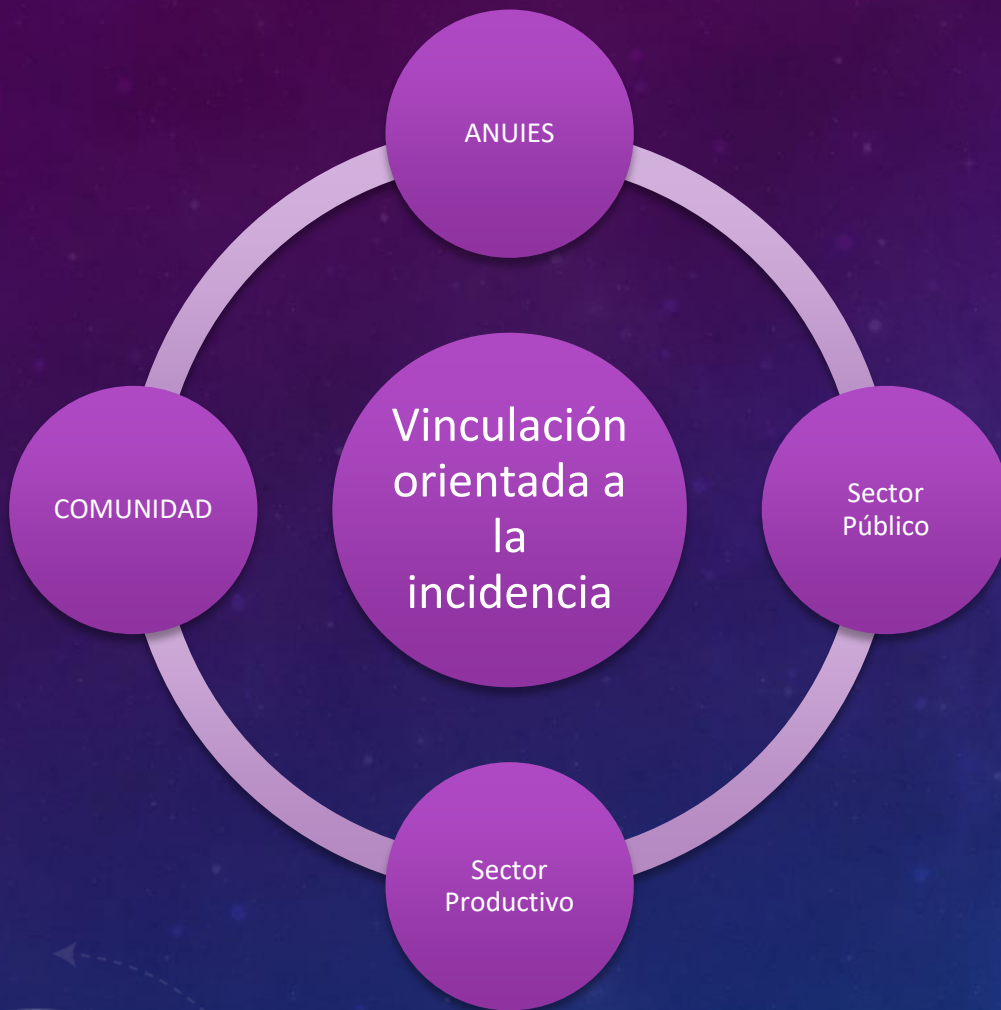 ANUIES
COMUNIDAD
Vinculación
orientada a
la
incidencia
Sector
Público
Sector
Productivo